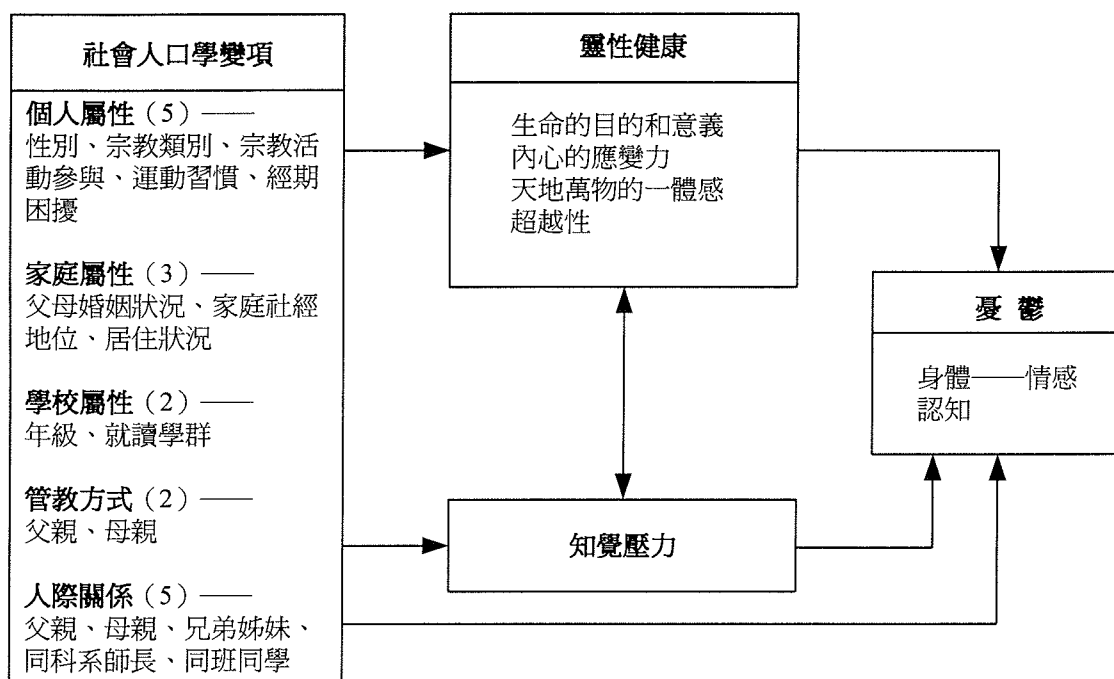 社會人口學變項
個人屬性（5）——
性別、宗教類別、宗教活
動參與、運動習慣、經期
困擾
家庭屬性（3）——
父母婚姻狀況、家庭社經
地位、居住狀況
學校屬性（2）——
年級、就讀學群
管教方式（2）——
父親、母親
人際關係（5）——
父親、母親、兄弟姊妹、
同科系師長、同班同學
靈性健康
生命的目的和意義
內心的應變力
天地萬物的一體感
超越性
知覺壓力
憂鬱
身體——情感
認知